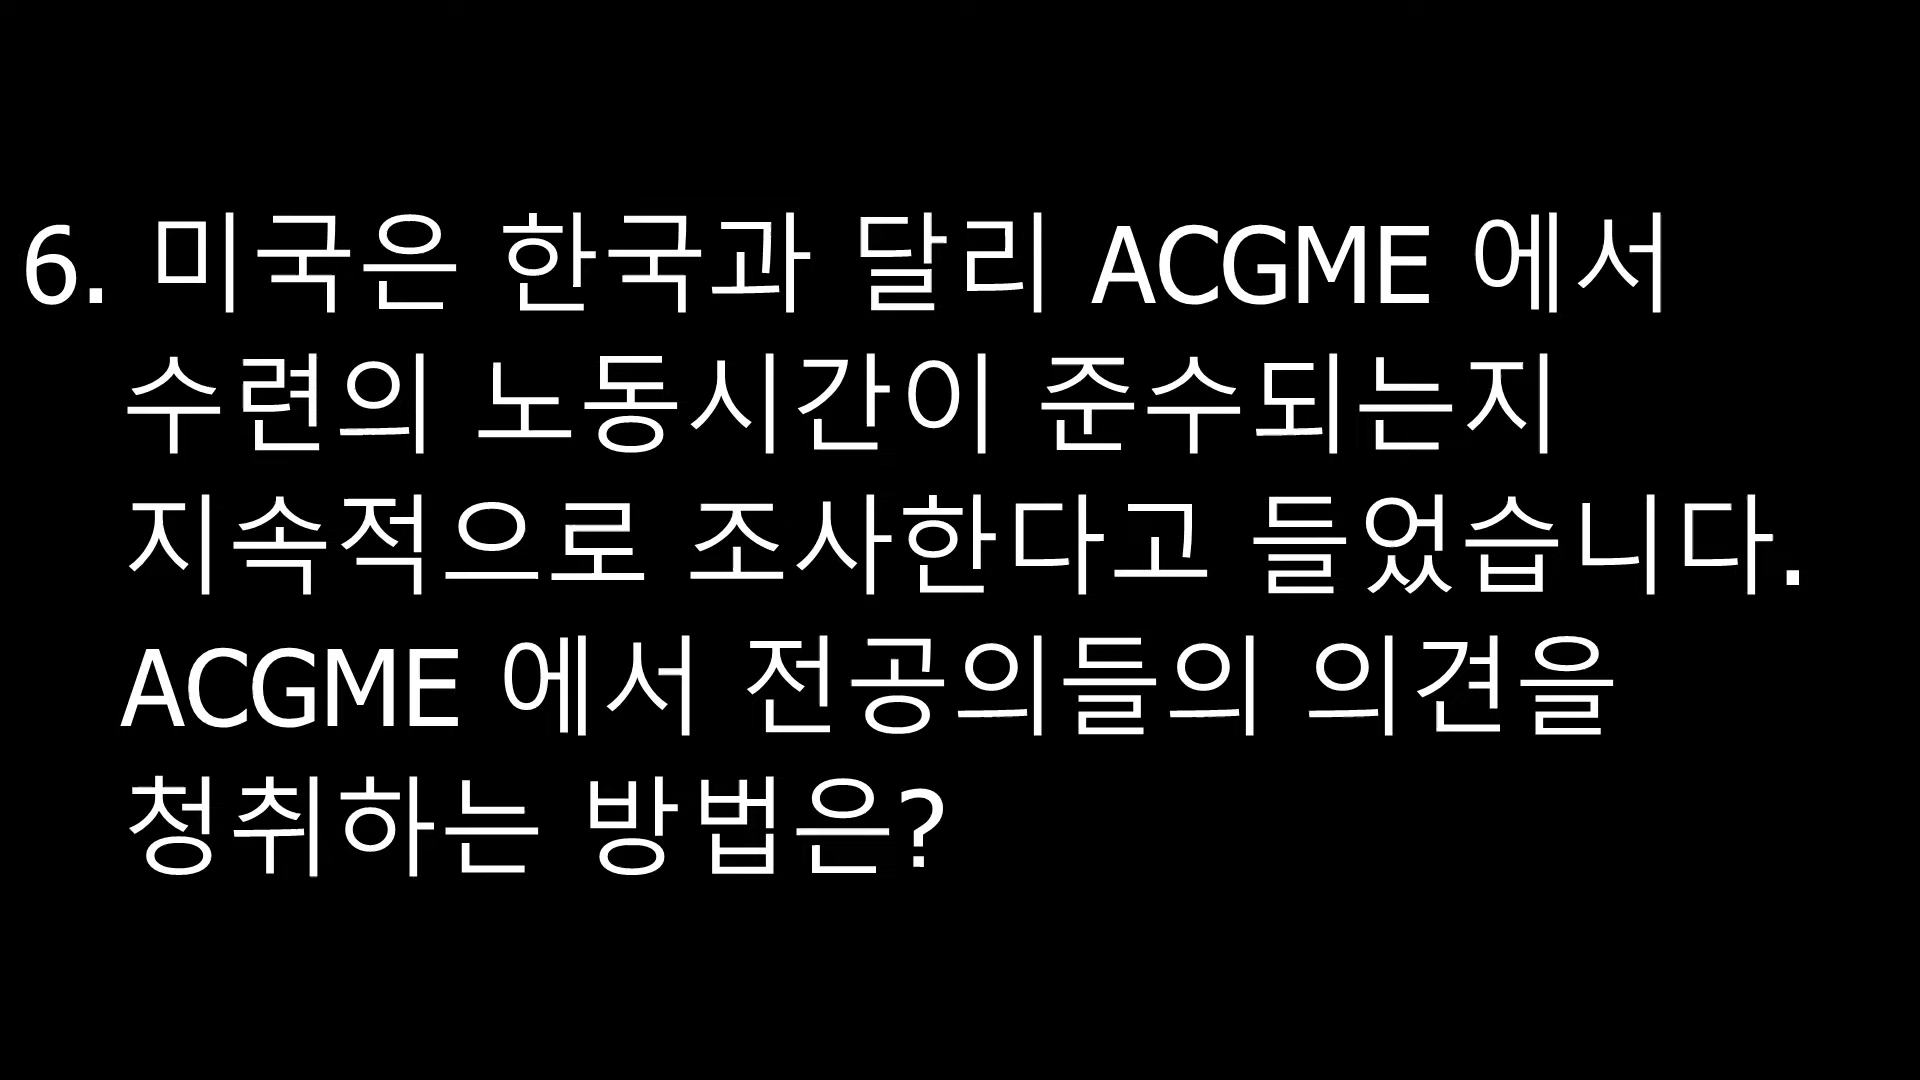 6. 미국은 한국과 달리 ACGME 에서
수련의 노동시간이 준수되는지
지속적으로 조사한다고 들었습니다.
ACGME 에서 전공의들의 의견을
청취하는 방법은?